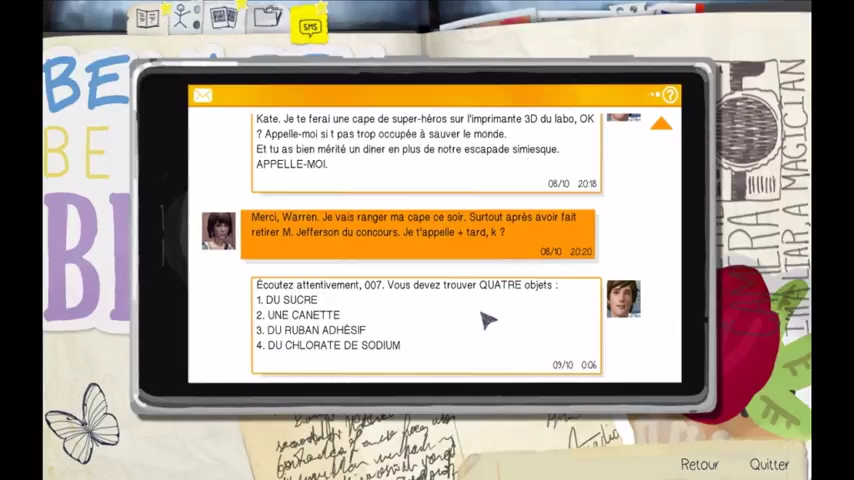 SMS
BE
BE
B
Kate. Je te ferai une cape de super-héros sur l'imprimante 3D du labo, OK
? Appelle-moi si t pas trop occupée à sauver le monde.
Et tu as bien mérité un diner en plus de notre escapade simiesque.
APPELLE-MOI.
08/10 20:18
Merci, Warren. Je vais ranger ma cape ce soir. Surtout après avoir fait
retirer M. Jefferson du concours. Je t'appelle + tard, k ?
08/10 20:20
Écoutez attentivement, 007. Vous devez trouver QUATRE objets :
1. DU SUCRE
2. UNE CANETTE
3. DU RUBAN ADHÉSIF
4. DU CHLORATE DE SODIUM
09/10 0:06
A MAGICIAN
Retour Quitter